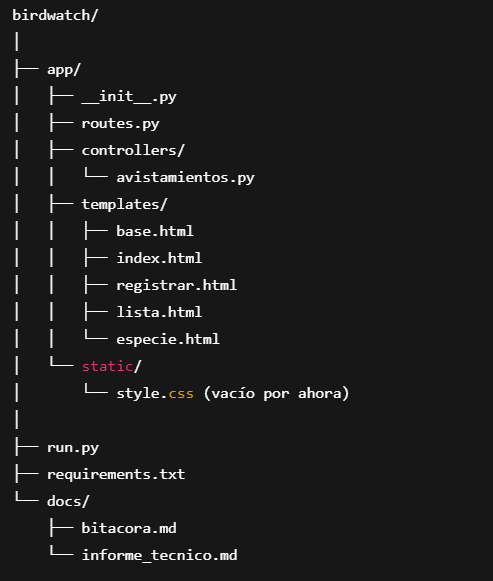 birdwatch/
│
├── app/
│   ├── __init__.py
│   ├── routes.py
│   ├── controllers/
│   │   └── avistamientos.py
│   ├── templates/
│   │   ├── base.html
│   │   ├── index.html
│   │   ├── registrar.html
│   │   ├── lista.html
│   │   └── especie.html
│   └── static/
│       └── style.css (vacío por ahora)
│
├── run.py
├── requirements.txt
└── docs/
    ├── bitacora.md
    └── informe_tecnico.md